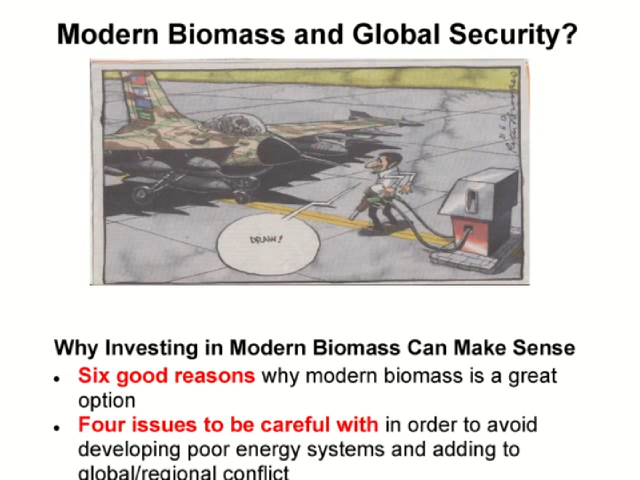 Modern Biomass and Global Security?
DRAW!
Why Investing in Modern Biomass Can Make Sense
• Six good reasons why modern biomass is a great
option
• Four issues to be careful with in order to avoid
developing poor energy systems and adding to
global/regional conflict